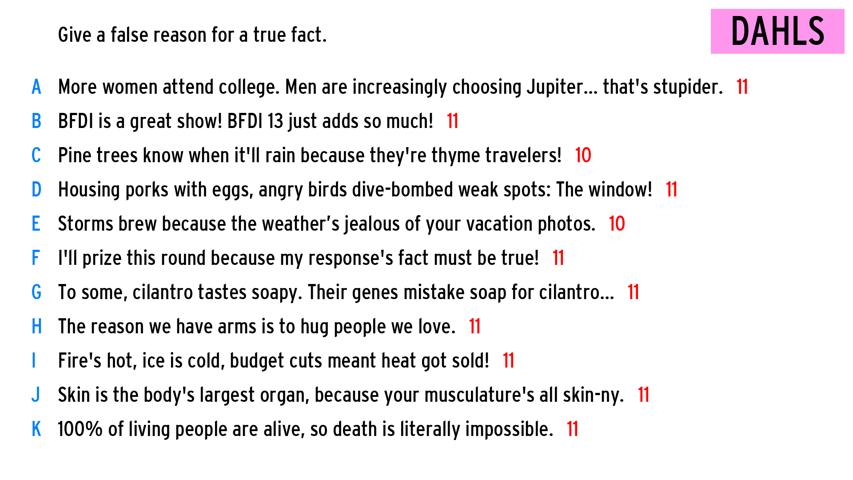 Give a false reason for a true fact.
DAHLS
A More women attend college. Men are increasingly choosing Jupiter... that's stupider. 11
B BFDI is a great show! BFDI 13 just adds so much! 11
C Pine trees know when it'll rain because they're thyme travelers! 10
D Housing porks with eggs, angry birds dive-bombed weak spots: The window! 11
E Storms brew because the weather’s jealous of your vacation photos. 10
F I'll prize this round because my response's fact must be true! 11
G To some, cilantro tastes soapy. Their genes mistake soap for cilantro... 11
H The reason we have arms is to hug people we love. 11
I Fire's hot, ice is cold, budget cuts meant heat got sold! 11
J Skin is the body's largest organ, because your musculature's all skin-ny. 11
K 100% of living people are alive, so death is literally impossible. 11